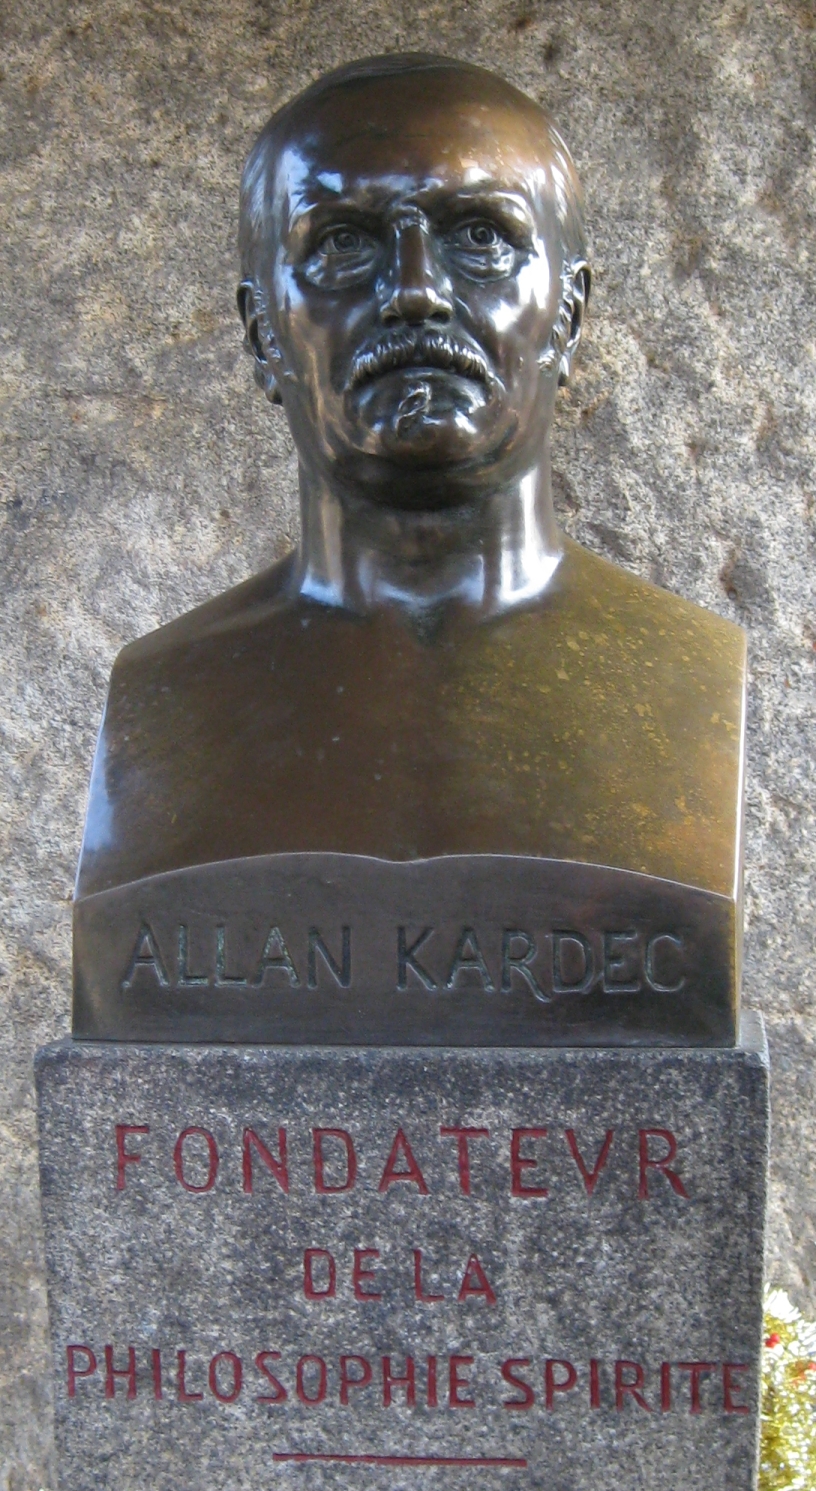 ALLAN KARDEC
FONDATEVR
DE LA
PHILOSOPHIE SPIRITE